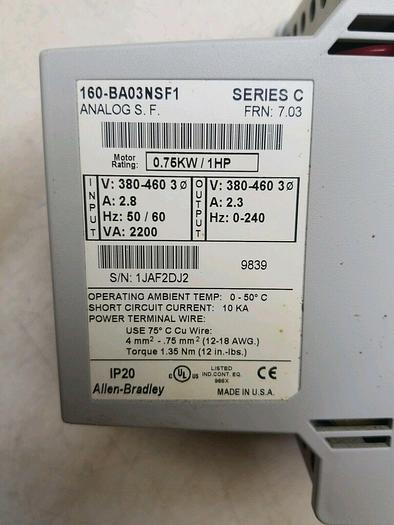 160-BA03NSF1 SERIES C
ANALOG S. F. FRN: 7.03
Motor Rating: 0.75KW / 1HP
INPUT
V: 380-460 3Ø
A: 2.8
Hz: 50 / 60
VA: 2200
OUTPUT
V: 380-460 3Ø
A: 2.3
Hz: 0-240
9839
S/N: 1JAF2DJ2
OPERATING AMBIENT TEMP: 0 - 50° C
SHORT CIRCUIT CURRENT: 10 KA
POWER TERMINAL WIRE:
USE 75° C Cu Wire:
4 mm² - .75 mm² (12-18 AWG.)
Torque 1.35 Nm (12 in.-lbs.)
IP20 C UL US LISTED IND.CONT. EQ. 966X CE
Allen-Bradley MADE IN U.S.A.